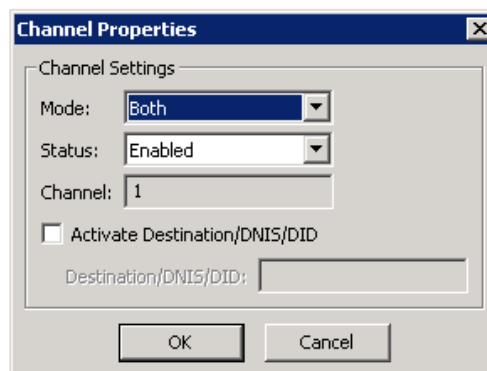 Channel Properties
Channel Settings
Mode: Both
Status: Enabled
Channel: 1
Activate Destination/DNIS/DID
Destination/DNIS/DID:
OK Cancel